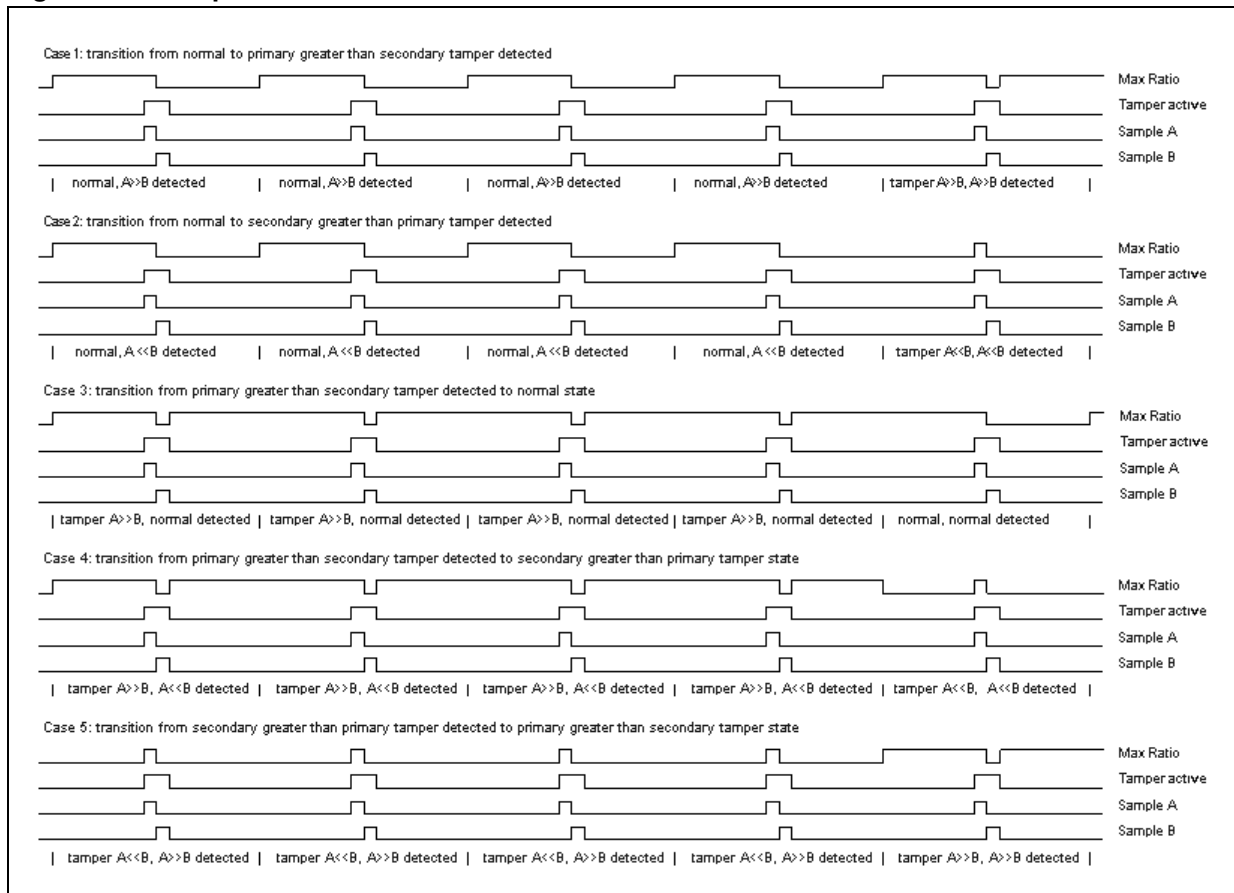 Case 1: transition from normal to primary greater than secondary tamper detected
Max Ratio
Tamper active
Sample A
Sample B
| normal, A>>B detected | normal, A>>B detected | normal, A>>B detected | normal, A>>B detected | tamper A>>B, A>>B detected |
Case 2: transition from normal to secondary greater than primary tamper detected
Max Ratio
Tamper active
Sample A
Sample B
| normal, A<<B detected | normal, A<<B detected | normal, A<<B detected | normal, A<<B detected | tamper A<<B, A<<B detected |
Case 3: transition from primary greater than secondary tamper detected to normal state
Max Ratio
Tamper active
Sample A
Sample B
| tamper A>>B, normal detected | tamper A>>B, normal detected | tamper A>>B, normal detected | tamper A>>B, normal detected | normal, normal detected |
Case 4: transition from primary greater than secondary tamper detected to secondary greater than primary tamper state
Max Ratio
Tamper active
Sample A
Sample B
| tamper A>>B, A<<B detected | tamper A>>B, A<<B detected | tamper A>>B, A<<B detected | tamper A>>B, A<<B detected | tamper A<<B, A<<B detected |
Case 5: transition from secondary greater than primary tamper detected to primary greater than secondary tamper state
Max Ratio
Tamper active
Sample A
Sample B
| tamper A<<B, A>>B detected | tamper A<<B, A>>B detected | tamper A<<B, A>>B detected | tamper A<<B, A>>B detected | tamper A>>B, A>>B detected |